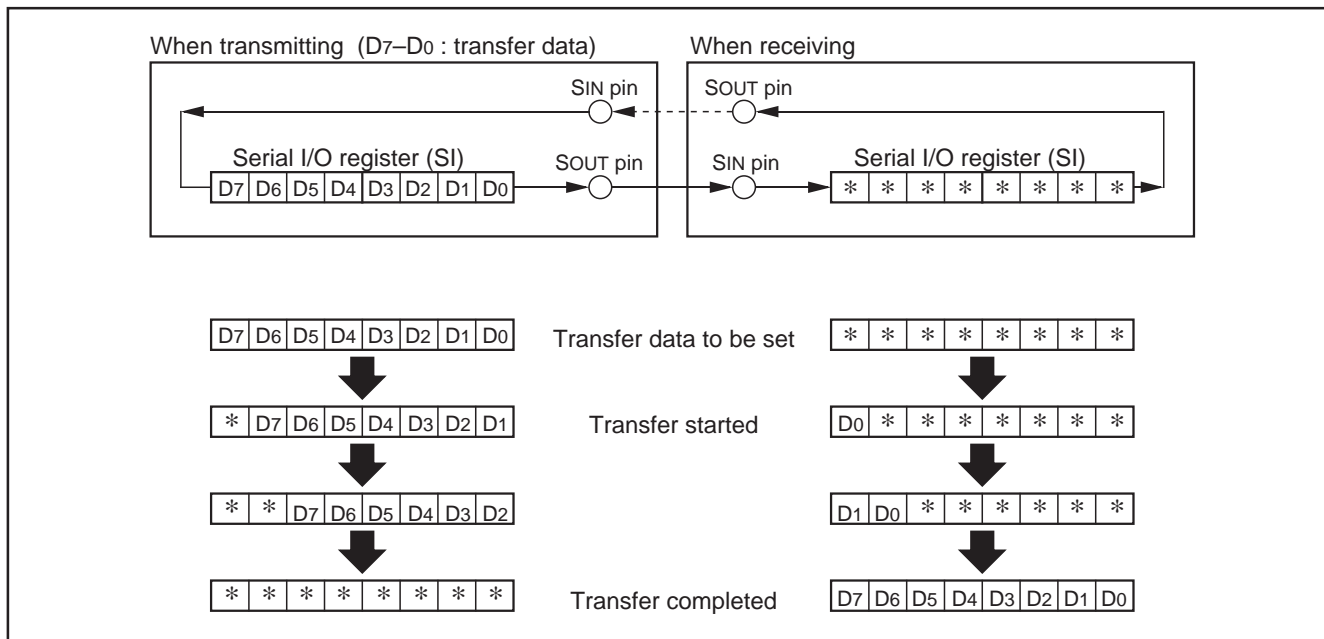 When transmitting (D7–D0 : transfer data)
When receiving
SIN pin
SOUT pin
Serial I/O register (SI)
SOUT pin
SIN pin
Serial I/O register (SI)
D7 D6 D5 D4 D3 D2 D1 D0
* * * * * * * *
D7 D6 D5 D4 D3 D2 D1 D0
Transfer data to be set
* * * * * * * *
* D7 D6 D5 D4 D3 D2 D1
Transfer started
D0 * * * * * * *
* * D7 D6 D5 D4 D3 D2
D1 D0 * * * * * *
* * * * * * * *
Transfer completed
D7 D6 D5 D4 D3 D2 D1 D0